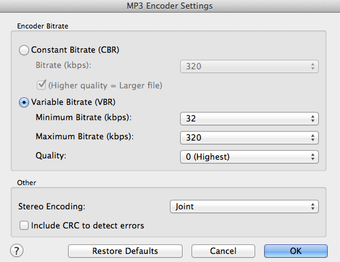 MP3 Encoder Settings
Encoder Bitrate
Constant Bitrate (CBR)
Bitrate (kbps): 320
(Higher quality = Larger file)
Variable Bitrate (VBR)
Minimum Bitrate (kbps): 32
Maximum Bitrate (kbps): 320
Quality: 0 (Highest)
Other
Stereo Encoding: Joint
Include CRC to detect errors
? Restore Defaults Cancel OK